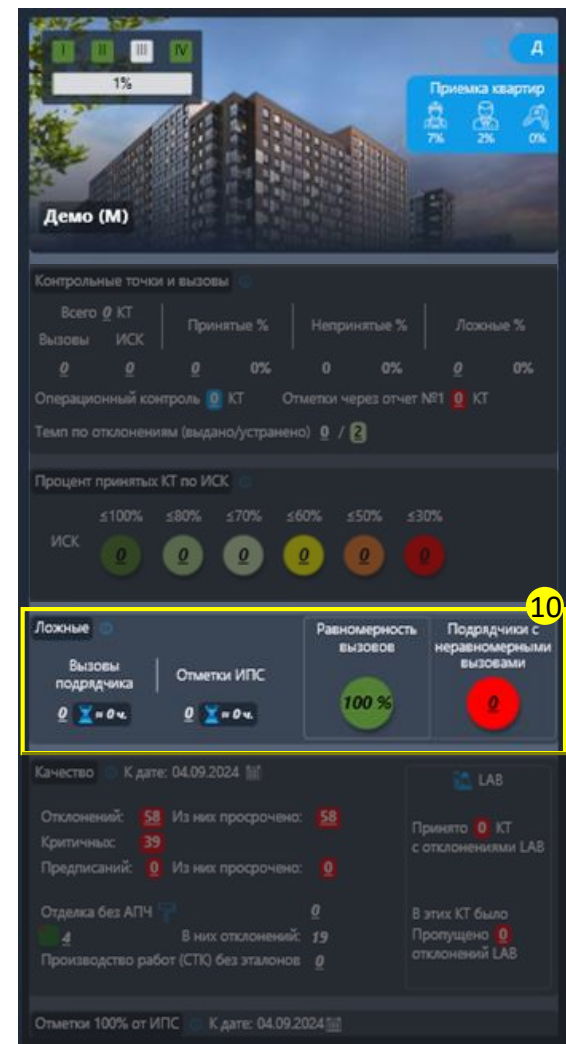 I II III IV
Д
1%
Приемка квартир
7% 2% 0%
Демо (М)
Контрольные точки и вызовы
Всего 0 КТ
Принятые % Непринятые % Ложные %
Вызовы ИСК
0 0 0 0% 0 0% 0 0%
Операционный контроль 0 КТ Отметки через отчет №1 0 КТ
Темп по отклонениям (выдано/устранено) 0 / 2
Процент принятых КТ по ИСК
≤100% ≤80% ≤70% ≤60% ≤50% ≤30%
ИСК 0 0 0 0 0 0
10
Ложные
Вызовы
подрядчика
Отметки ИПС
0 = 0 ч. 0 = 0 ч.
Равномерность
вызовов
100 %
Подрядчики с
неравномерными
вызовами
0
Качество К дате: 04.09.2024
Отклонений: 58 Из них просрочено: 58
Критичных: 39
Предписаний: 0 Из них просрочено: 0
Отделка без АПЧ 0
4 В них отклонений: 19
Производство работ (СТК) без эталонов 0
LAB
Принято 0 КТ
с отклонениями LAB
В этих КТ было
Пропущено 0
отклонений LAB
Отметки 100% от ИПС К дате: 04.09.2024